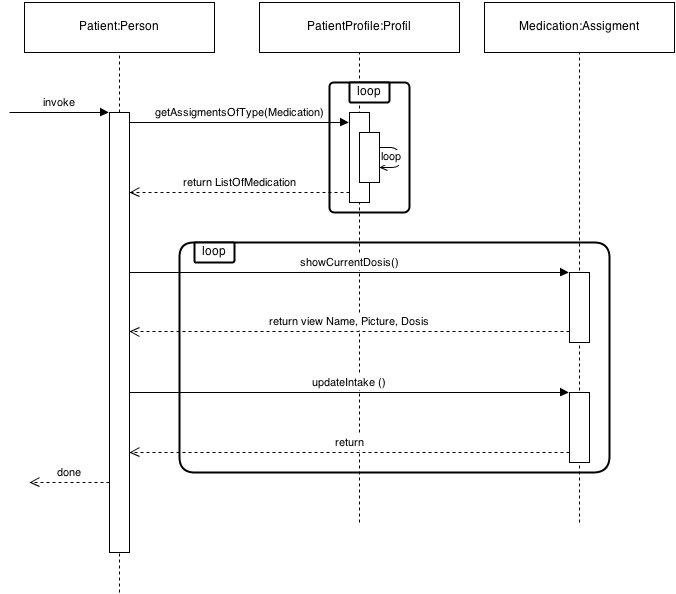 Patient:Person
PatientProfile:Profil
Medication:Assigment
loop
invoke
getAssigmentsOfType(Medication)
loop
return ListOfMedication
loop
showCurrentDosis()
return view Name, Picture, Dosis
updateIntake ()
return
done